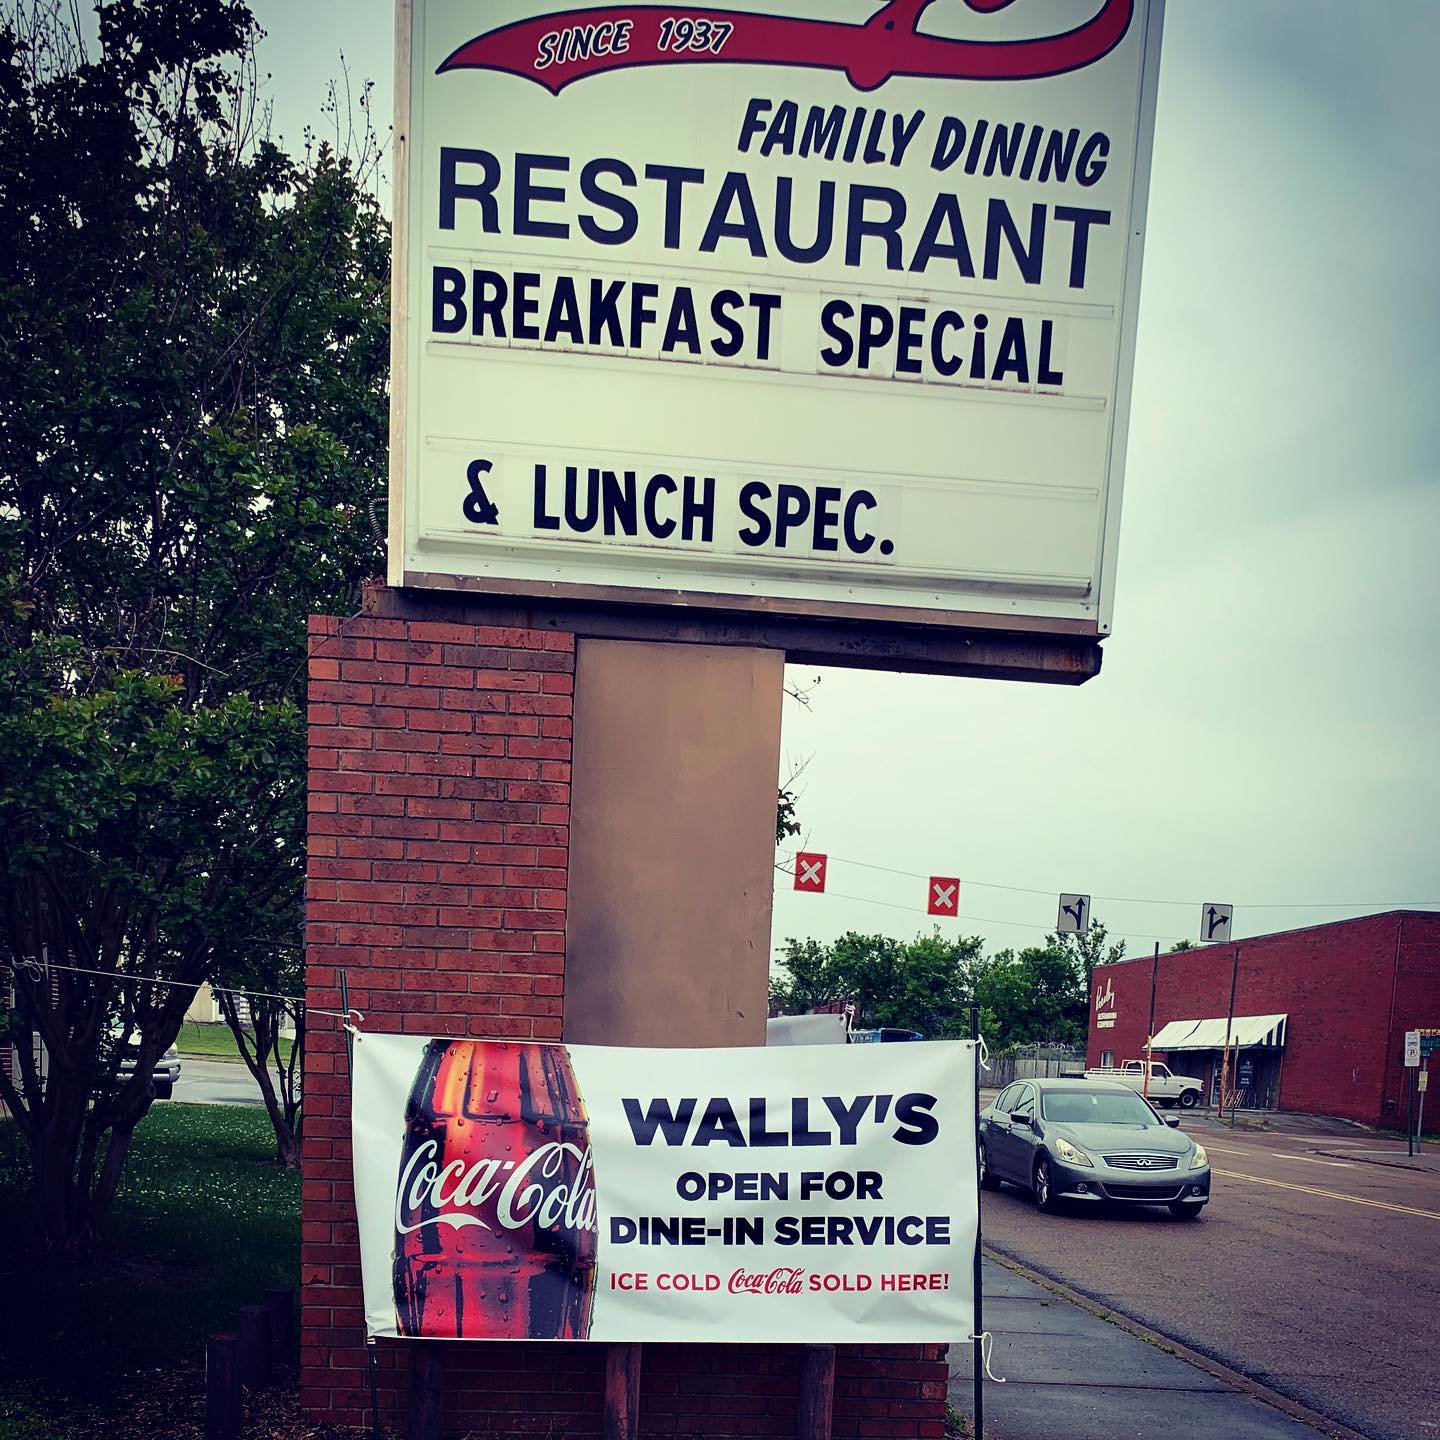 SINCE 1937
FAMILY DINING
RESTAURANT
BREAKFAST SPECiAL
& LUNCH SPEC.
Coca-Cola
WALLY'S
OPEN FOR
DINE-IN SERVICE
ICE COLD Coca-Cola SOLD HERE!